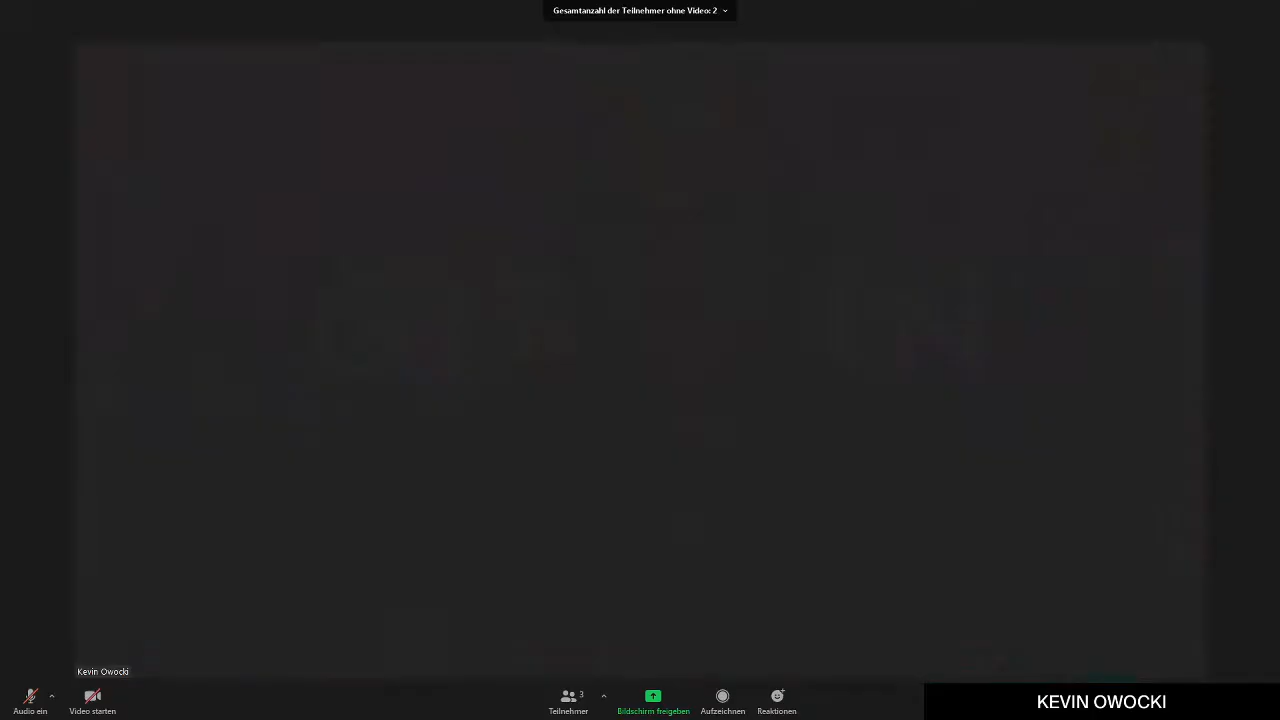 Gesamtanzahl der Teilnehmer ohne Video: 2
Kevin Owocki
Audio ein
Video starten
3
Teilnehmer
Bildschirm freigeben
Aufzeichnen
Reaktionen
KEVIN OWOCKI